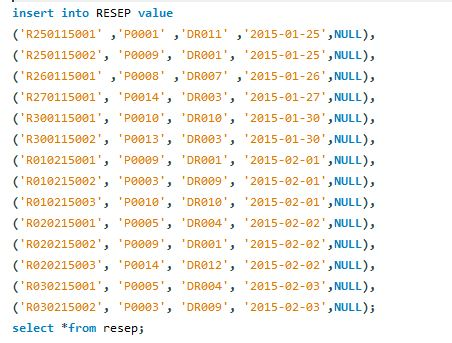 insert into RESEP value
('R250115001' ,'P0001' ,'DR011' ,'2015-01-25',NULL),
('R250115002', 'P0009', 'DR001' , '2015-01-25',NULL),
('R260115001' ,'P0008' ,'DR007' , '2015-01-26',NULL),
('R270115001', 'P0014', 'DR003' , '2015-01-27',NULL),
('R300115001', 'P0010', 'DR010' , '2015-01-30',NULL),
('R300115002', 'P0013', 'DR003' , '2015-01-30',NULL),
('R010215001', 'P0009', 'DR001' , '2015-02-01',NULL),
('R010215002', 'P0003', 'DR009' , '2015-02-01',NULL),
('R010215003', 'P0010', 'DR010' , '2015-02-01',NULL),
('R020215001', 'P0005', 'DR004' , '2015-02-02',NULL),
('R020215002', 'P0009', 'DR001' , '2015-02-02',NULL),
('R020215003', 'P0014', 'DR012' , '2015-02-02',NULL),
('R030215001', 'P0005', 'DR004' , '2015-02-03',NULL),
('R030215002', 'P0003', 'DR009' , '2015-02-03',NULL);
select *from resep;